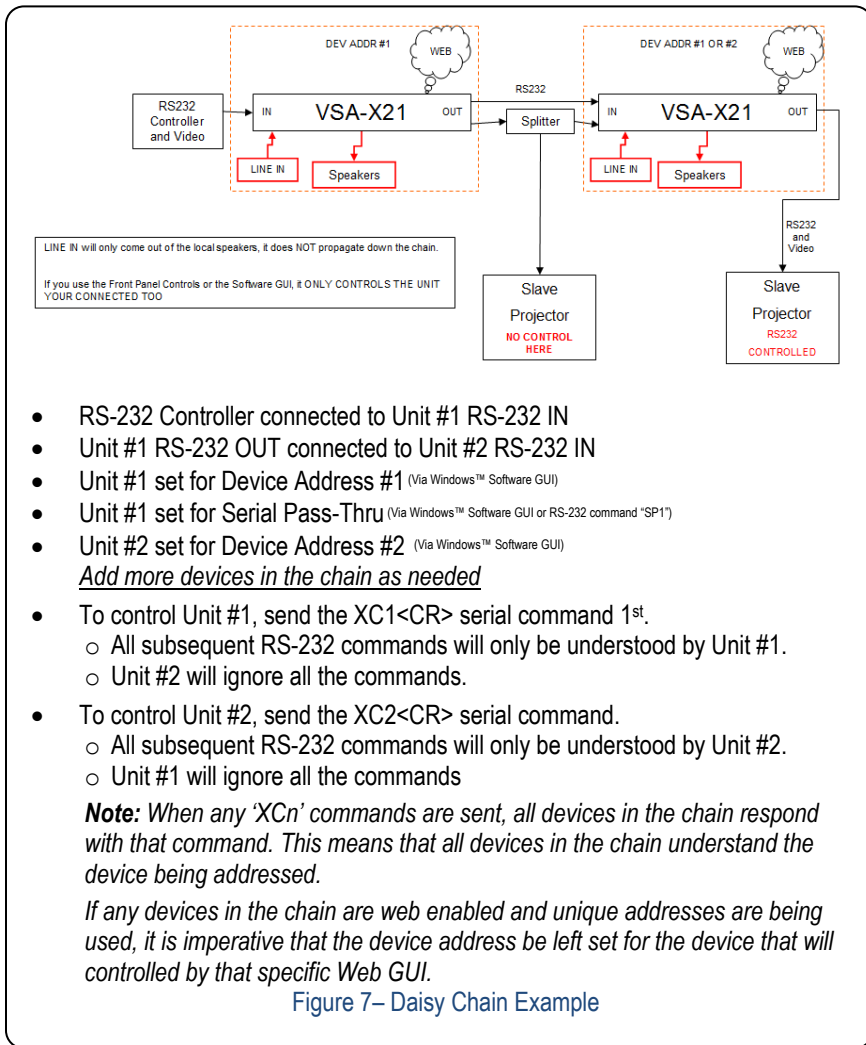 DEV ADDR #1
WEB
DEV ADDR #1 OR #2
WEB
RS232
Controller
and Video
IN
VSA-X21
OUT
RS232
Splitter
IN
VSA-X21
OUT
LINE IN
Speakers
LINE IN
Speakers
RS232
and
Video
LINE IN will only come out of the local speakers, it does NOT propagate down the chain.
If you use the Front Panel Controls or the Software GUI, it ONLY CONTROLS THE UNIT
YOUR CONNECTED TOO
Slave
Projector
NO CONTROL
HERE
Slave
Projector
RS232
CONTROLLED
• RS-232 Controller connected to Unit #1 RS-232 IN
• Unit #1 RS-232 OUT connected to Unit #2 RS-232 IN
• Unit #1 set for Device Address #1 (Via Windows™ Software GUI)
• Unit #1 set for Serial Pass-Thru (Via Windows™ Software GUI or RS-232 command “SP1”)
• Unit #2 set for Device Address #2 (Via Windows™ Software GUI)
Add more devices in the chain as needed
• To control Unit #1, send the XC1<CR> serial command 1st.
o All subsequent RS-232 commands will only be understood by Unit #1.
o Unit #2 will ignore all the commands.
• To control Unit #2, send the XC2<CR> serial command.
o All subsequent RS-232 commands will only be understood by Unit #2.
o Unit #1 will ignore all the commands
Note: When any ‘XCn’ commands are sent, all devices in the chain respond
with that command. This means that all devices in the chain understand the
device being addressed.
If any devices in the chain are web enabled and unique addresses are being
used, it is imperative that the device address be left set for the device that will
controlled by that specific Web GUI.
Figure 7– Daisy Chain Example